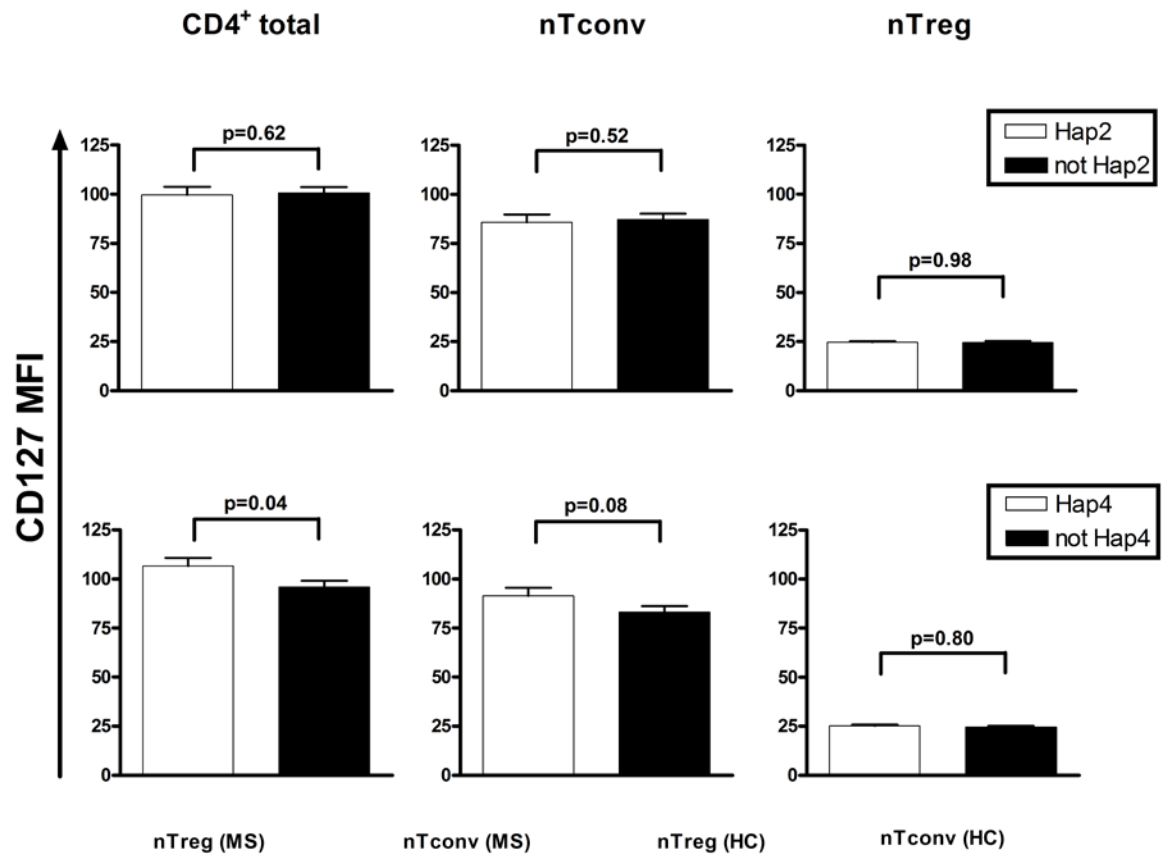 CD4+ total nTconv nTreg
Hap2
not Hap2
p=0.62 p=0.52
125 125 125
100 100 100
75 75 75
p=0.98
50 50 50
25 25 25
0 0 0
CD127 MFI
Hap4
not Hap4
p=0.04 p=0.08
125 125 125
100 100 100
75 75 75
p=0.80
50 50 50
25 25 25
0 0 0
nTreg (MS) nTconv (MS) nTreg (HC) nTconv (HC)